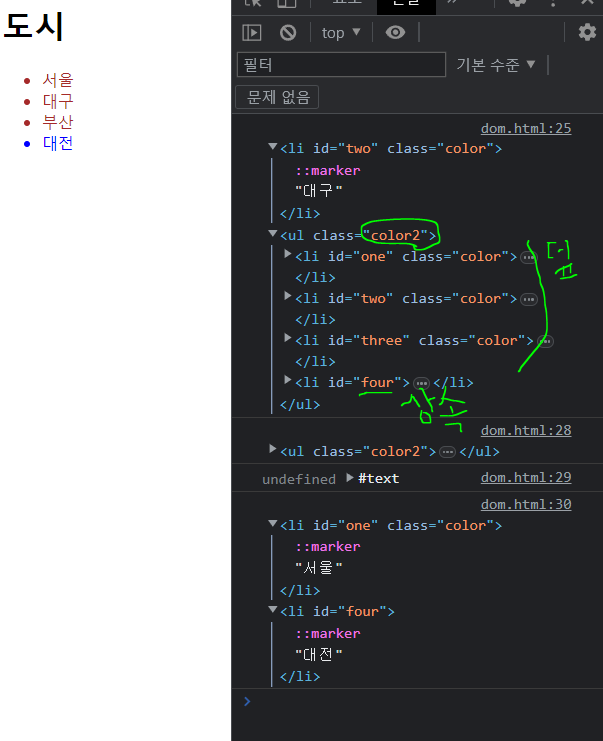 도시
서울
대구
부산
대전
top
필터
기본 수준
문제 없음
dom.html:25
<li id="two" class="color">
::marker
"대구"
</li>
<ul class="color2">
<li id="one" class="color">
</li>
<li id="two" class="color">
</li>
<li id="three" class="color">
</li>
<li id="four"></li>
</ul>
상속
dom.html:28
<ul class="color2"></ul>
undefined #text dom.html:29
dom.html:30
<li id="one" class="color">
::marker
"서울"
</li>
<li id="four">
::marker
"대전"
</li>